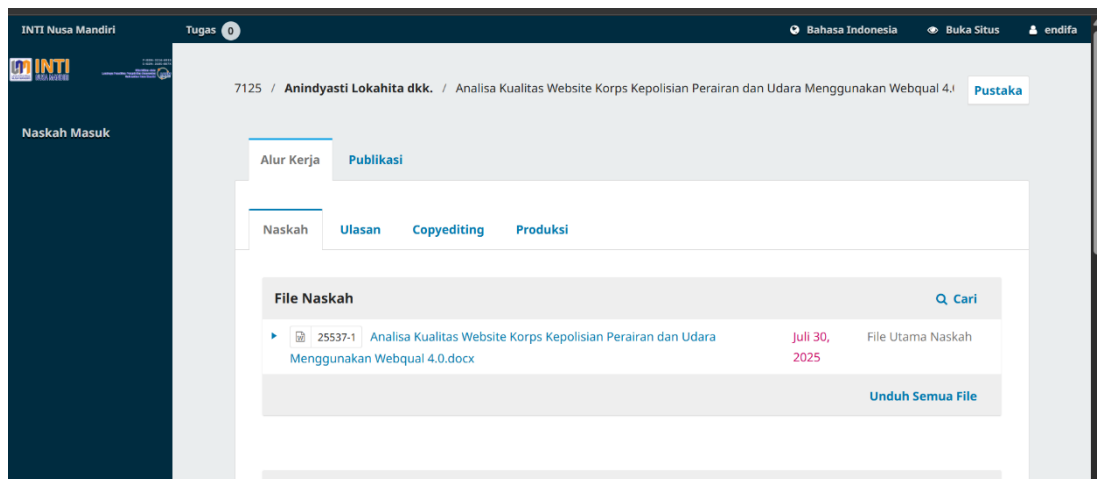 INTI Nusa Mandiri
Tugas 0
Bahasa Indonesia
Buka Situs
endifa
INTI
NUSA MANDIRI
7125 / Anindyasti Lokahita dkk. / Analisa Kualitas Website Korps Kepolisian Perairan dan Udara Menggunakan Webqual 4.
Pustaka
Naskah Masuk
Alur Kerja
Publikasi
Naskah
Ulasan
Copyediting
Produksi
File Naskah
Cari
25537-1 Analisa Kualitas Website Korps Kepolisian Perairan dan Udara
Menggunakan Webqual 4.0.docx
Juli 30,
2025
File Utama Naskah
Unduh Semua File